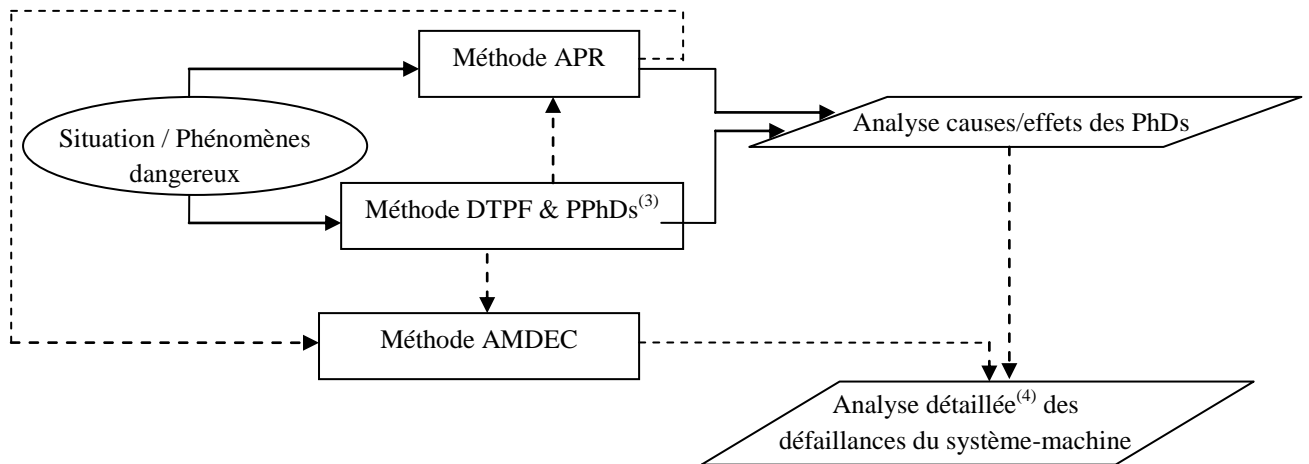 Méthode APR
Situation / Phénomènes
dangereux
Analyse causes/effets des PhDs
Méthode DTPF & PPhDs(3)
Méthode AMDEC
Analyse détaillée(4) des
défaillances du système-machine